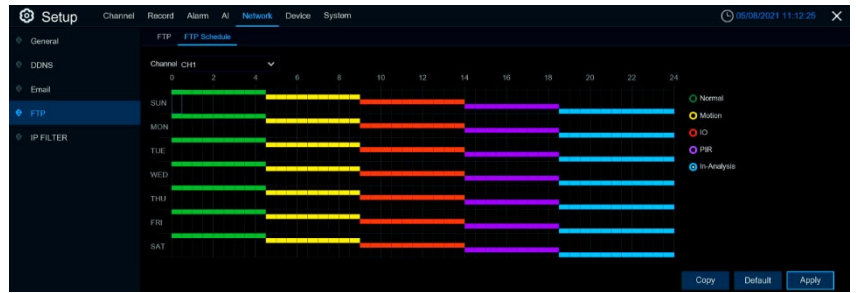 Setup Channel Record Alarm AI Network Device System 05/06/2021 11:12:25
General FTP FTP Schedule
DDNS
Email
FTP
IP FILTER
Channel CH1
0 2 4 6 8 10 12 14 16 18 20 22 24
SUN
MON
TUE
WED
THU
FRI
SAT
Normal
Motion
IO
PIR
In-Analysis
Copy Default Apply